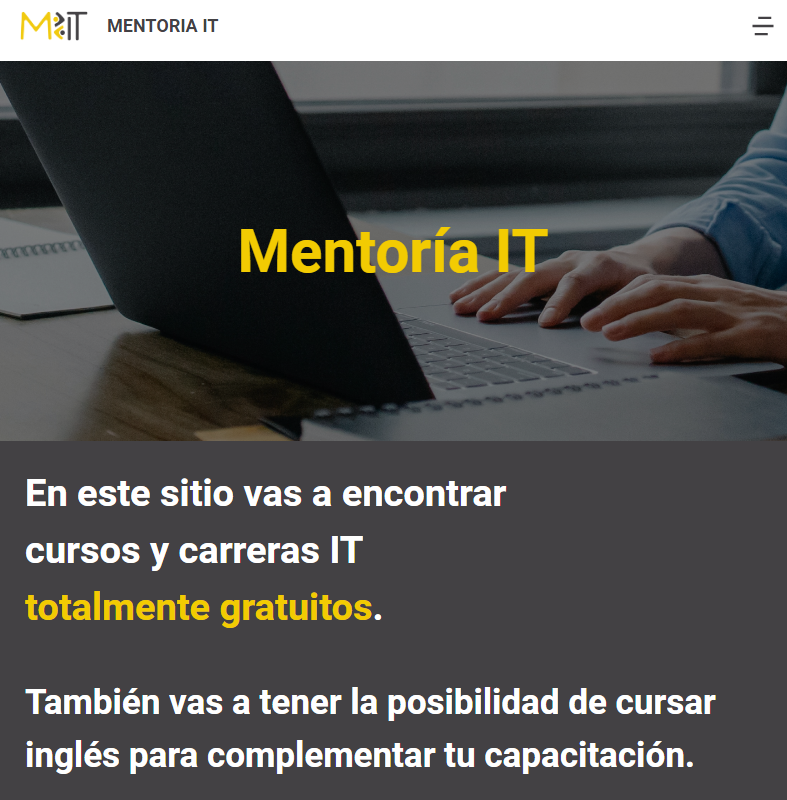 MIT MENTORIA IT
Mentoría IT
En este sitio vas a encontrar
cursos y carreras IT
totalmente gratuitos.
También vas a tener la posibilidad de cursar
inglés para complementar tu capacitación.